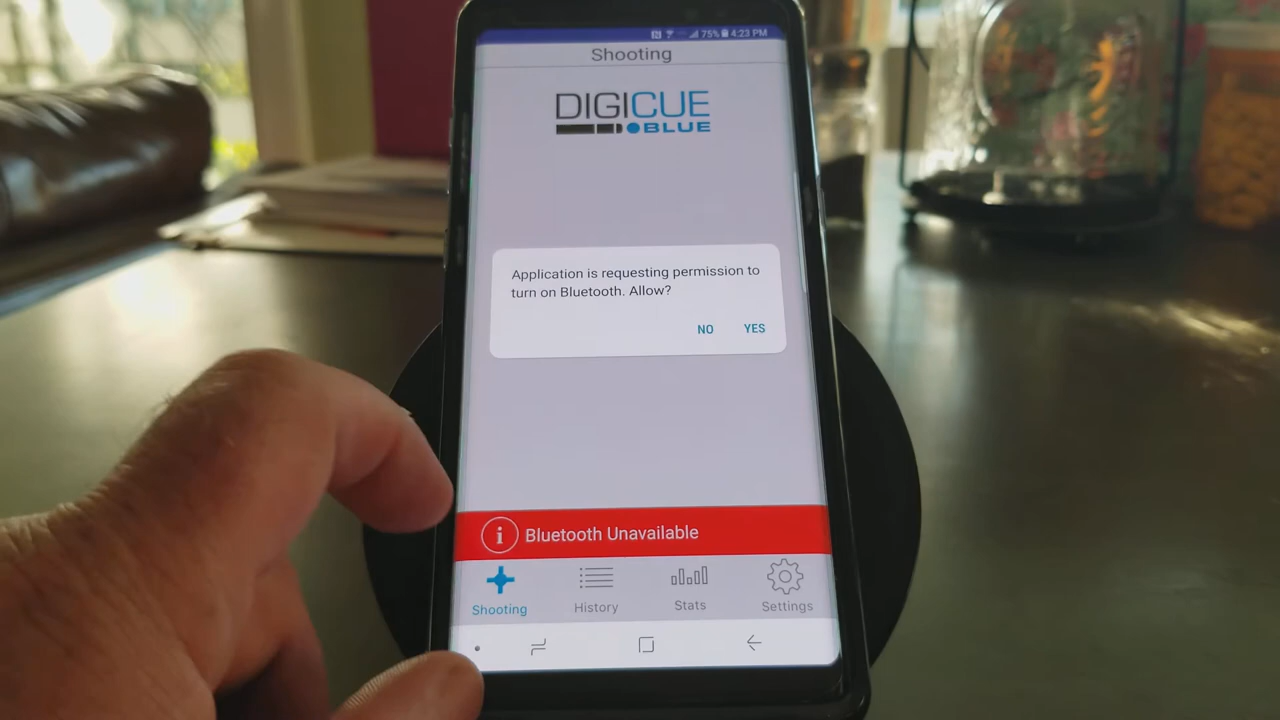 75% 4:23 PM
Shooting
DIGICUE
BLUE
Application is requesting permission to
turn on Bluetooth. Allow?
NO YES
i Bluetooth Unavailable
Shooting History Stats Settings